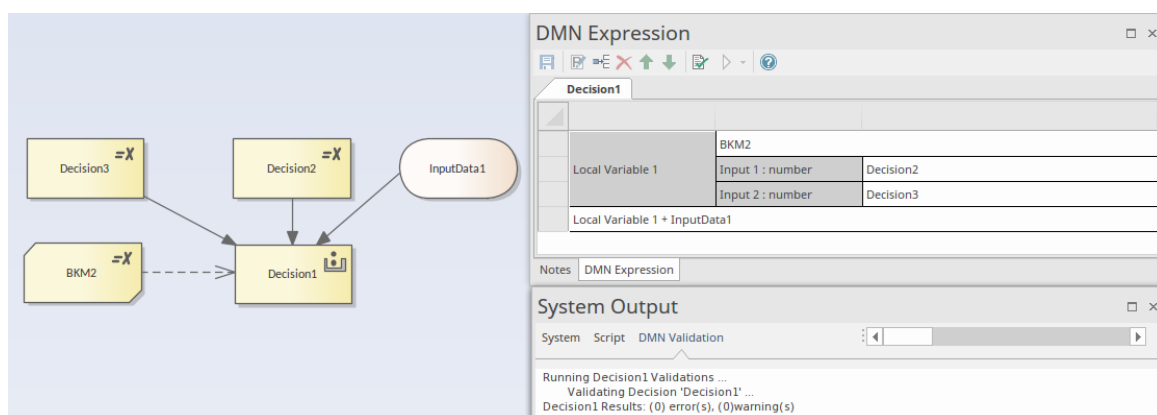 Decision3 =X
Decision2 =X
InputData1
BKM2 =X
Decision1
DMN Expression
Decision1
BKM2
Local Variable 1
Input 1 : number Decision2
Input 2 : number Decision3
Local Variable 1 + InputData1
Notes DMN Expression
System Output
System Script DMN Validation
Running Decision1 Validations ...
Validating Decision 'Decision1' ...
Decision1 Results: (0) error(s), (0)warning(s)